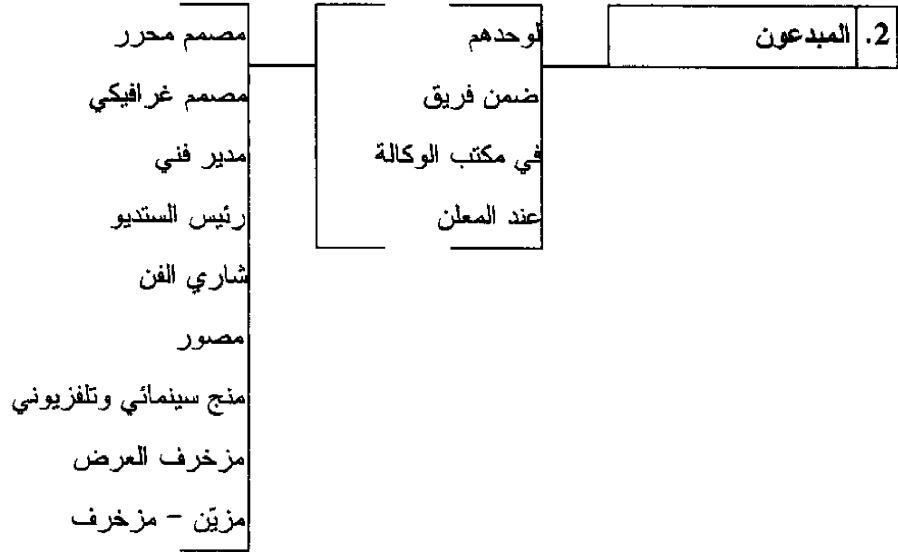 2. المبدعون
لوحدهم
ضمن فريق
في مكتب الوكالة
عند المعلن
مصمم محرر
مصمم غرافيكي
مدير فني
رئيس الستديو
شاري الفن
مصور
منج سينمائي وتلفزيوني
مزخرف العرض
مزيّن - مزخرف